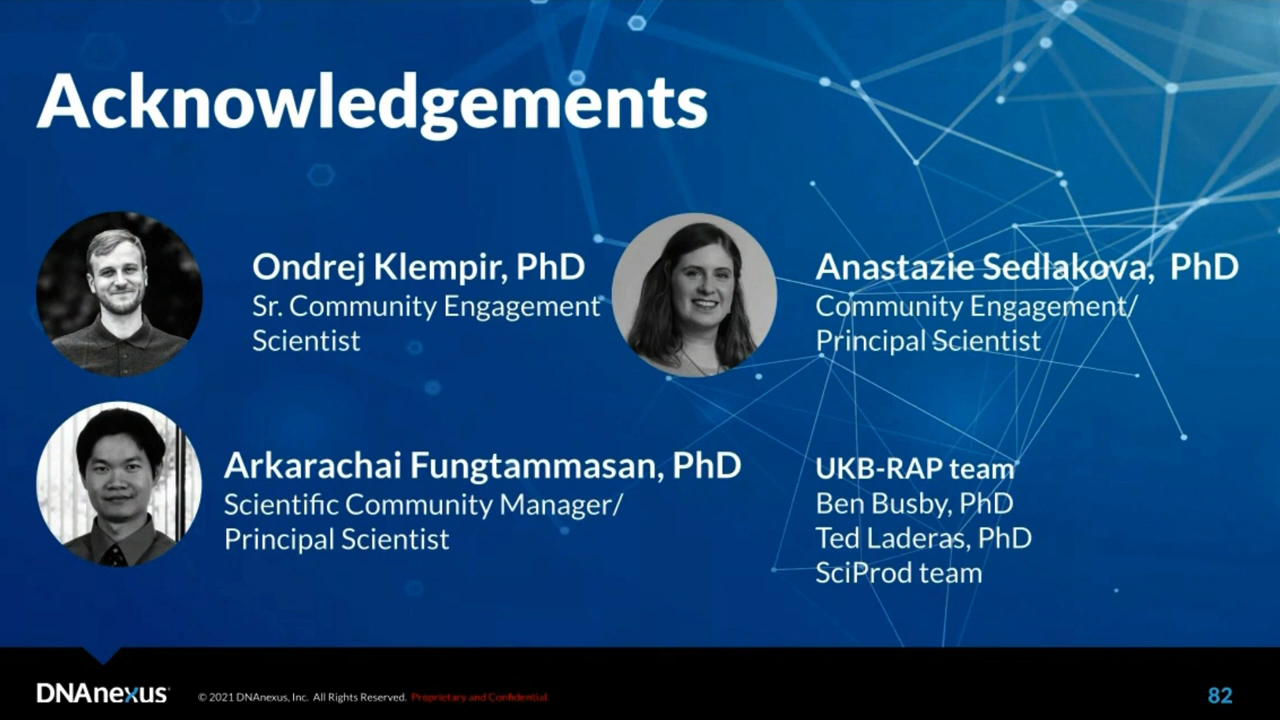 Acknowledgements
Ondrej Klempir, PhD
Sr. Community Engagement
Scientist
Anastazie Sedlakova, PhD
Community Engagement/
Principal Scientist
Arkarachai Fungtammasan, PhD
Scientific Community Manager/
Principal Scientist
UKB-RAP team
Ben Busby, PhD
Ted Laderas, PhD
SciProd team
DNAnexus
© 2021 DNAnexus, Inc. All Rights Reserved. Proprietary and Confidential
82